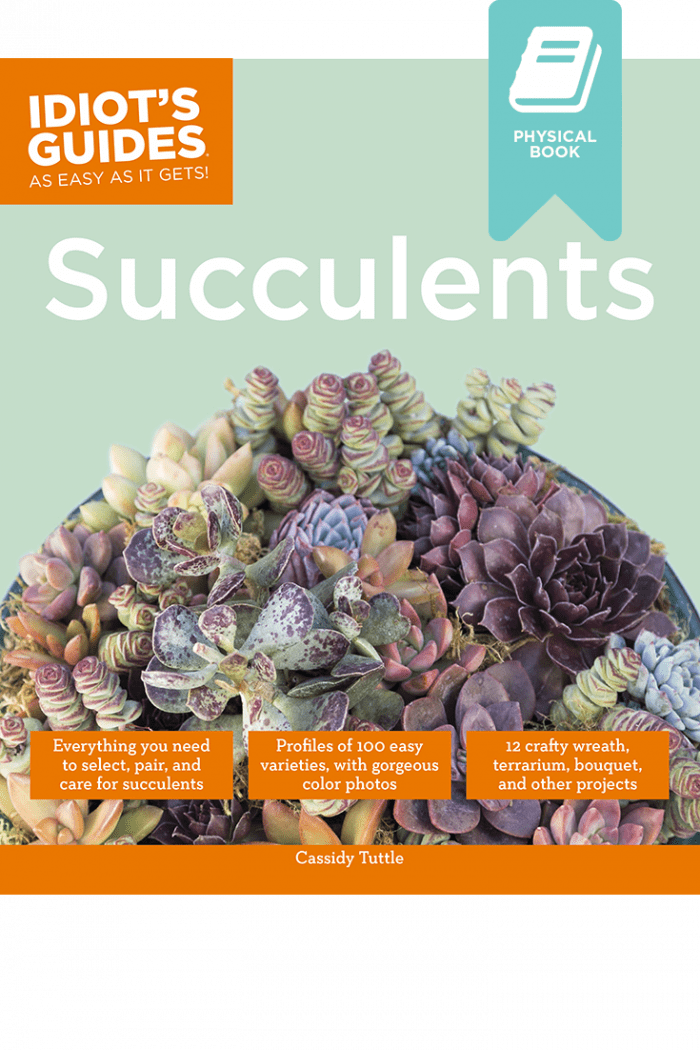 IDIOT'S
GUIDES®
AS EASY AS IT GETS!
PHYSICAL
BOOK
Succulents
Everything you need
to select, pair, and
care for succulents
Profiles of 100 easy
varieties, with gorgeous
color photos
12 crafty wreath,
terrarium, bouquet,
and other projects
Cassidy Tuttle